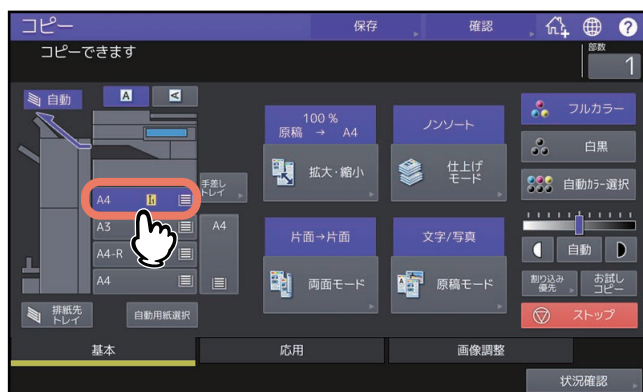 コピー
保存
確認
コピーできます
部数
1
自動
A
A
A4
A3
A4-R
A4
手差し
トレイ
A4
排紙先
トレイ
自動用紙選択
100 %
原稿 → A4
拡大・縮小
ノンソート
仕上げ
モード
片面→片面
両面モード
文字/写真
原稿モード
フルカラー
白黒
自動カラー選択
自動
割り込み
優先
お試し
コピー
ストップ
基本
応用
画像調整
状況確認